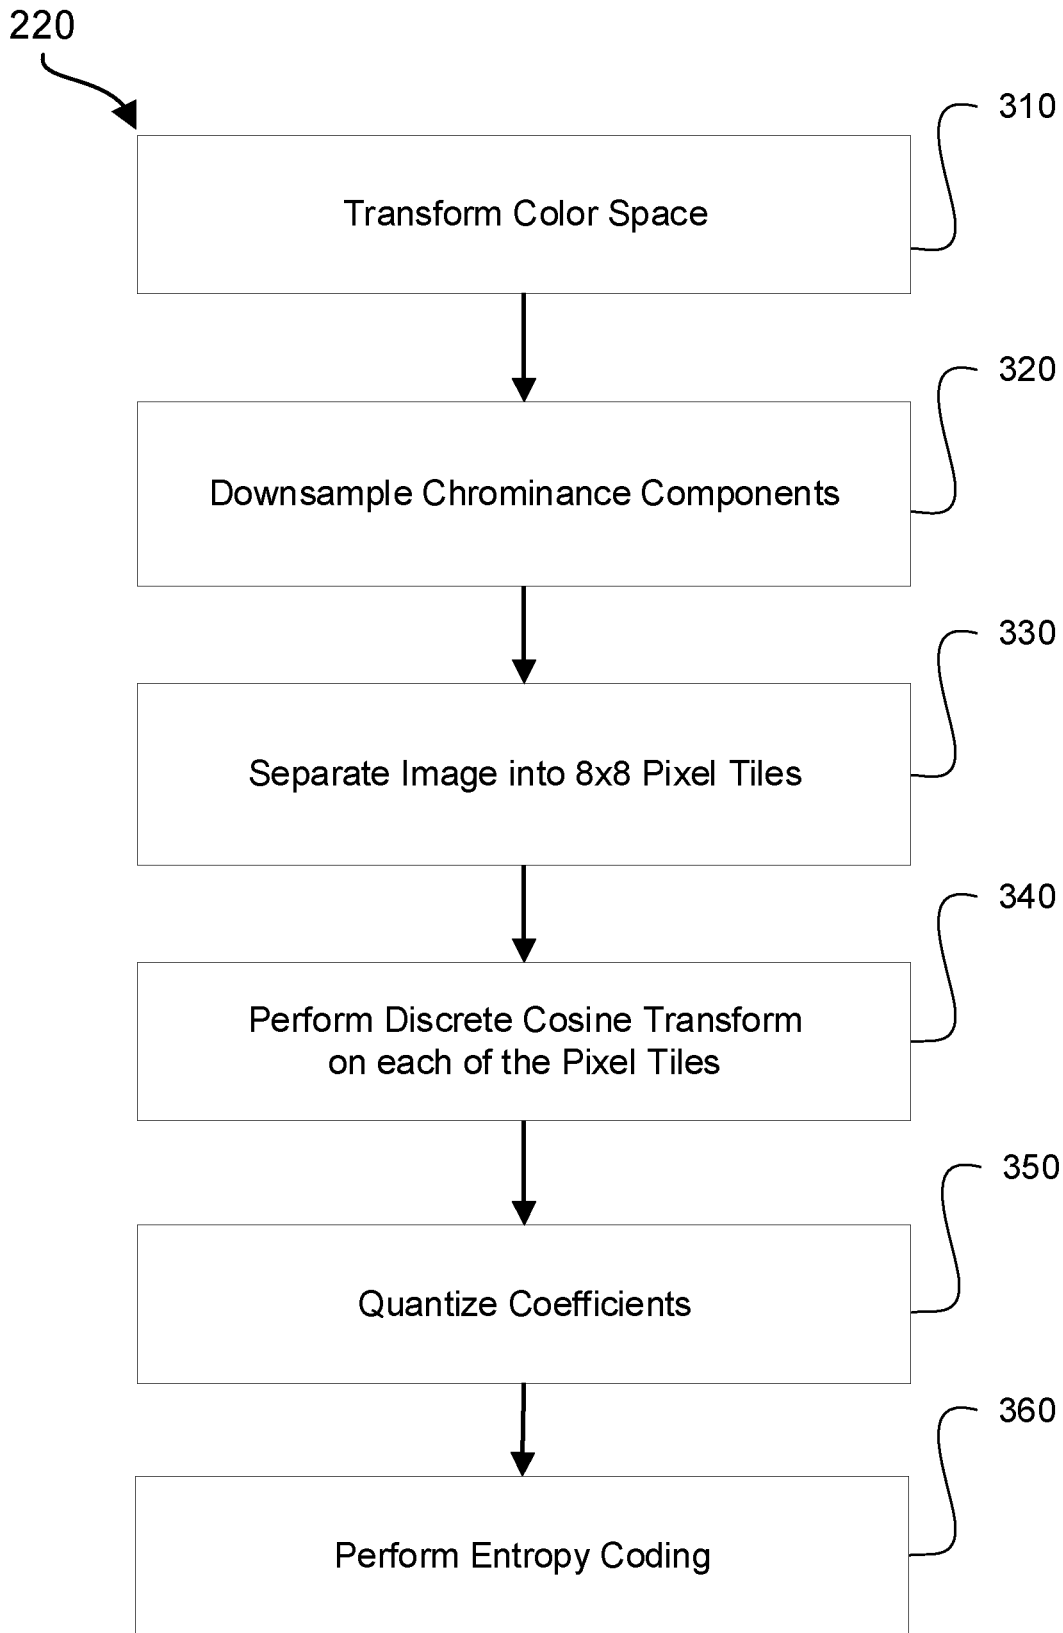 220
310
Transform Color Space
320
Downsample Chrominance Components
330
Separate Image into 8x8 Pixel Tiles
340
Perform Discrete Cosine Transform
on each of the Pixel Tiles
350
Quantize Coefficients
360
Perform Entropy Coding